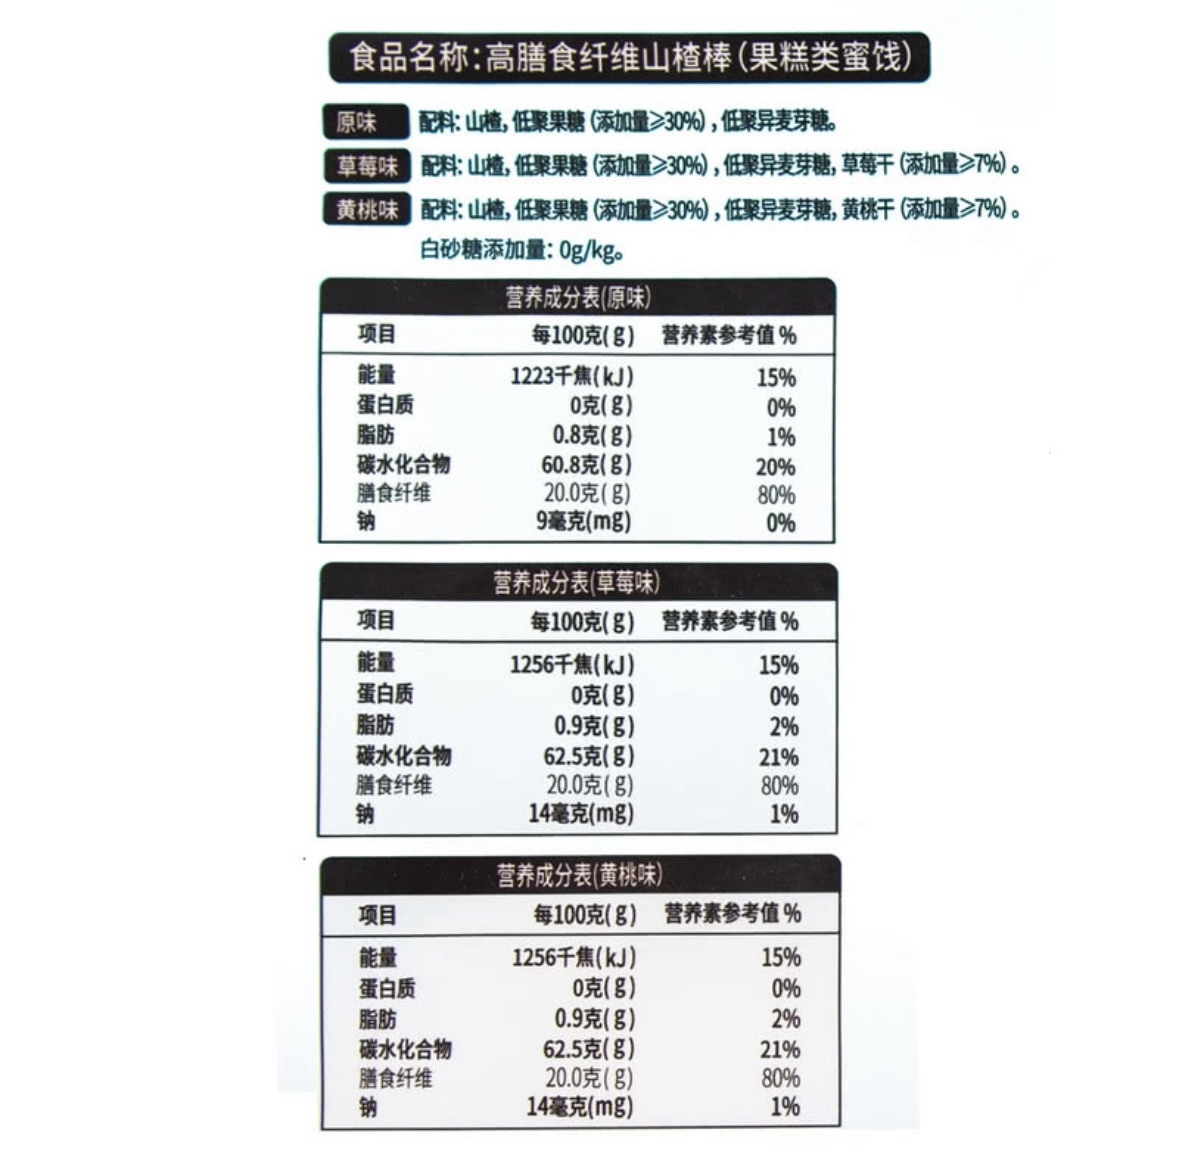 食品名称:高膳食纤维山楂棒(果糕类蜜饯)
原味 配料:山楂,低聚果糖(添加量≥30%),低聚异麦芽糖。
草莓味 配料:山楂,低聚果糖(添加量≥30%),低聚异麦芽糖,草莓干(添加量≥7%)。
黄桃味 配料:山楂,低聚果糖(添加量≥30%),低聚异麦芽糖,黄桃干(添加量≥7%)。
白砂糖添加量:0g/kg。
营养成分表(原味)
项目 每100克(g) 营养素参考值%
能量 1223千焦(kJ) 15%
蛋白质 0克(g) 0%
脂肪 0.8克(g) 1%
碳水化合物 60.8克(g) 20%
膳食纤维 20.0克(g) 80%
钠 9毫克(mg) 0%
营养成分表(草莓味)
项目 每100克(g) 营养素参考值%
能量 1256千焦(kJ) 15%
蛋白质 0克(g) 0%
脂肪 0.9克(g) 2%
碳水化合物 62.5克(g) 21%
膳食纤维 20.0克(g) 80%
钠 14毫克(mg) 1%
营养成分表(黄桃味)
项目 每100克(g) 营养素参考值%
能量 1256千焦(kJ) 15%
蛋白质 0克(g) 0%
脂肪 0.9克(g) 2%
碳水化合物 62.5克(g) 21%
膳食纤维 20.0克(g) 80%
钠 14毫克(mg) 1%